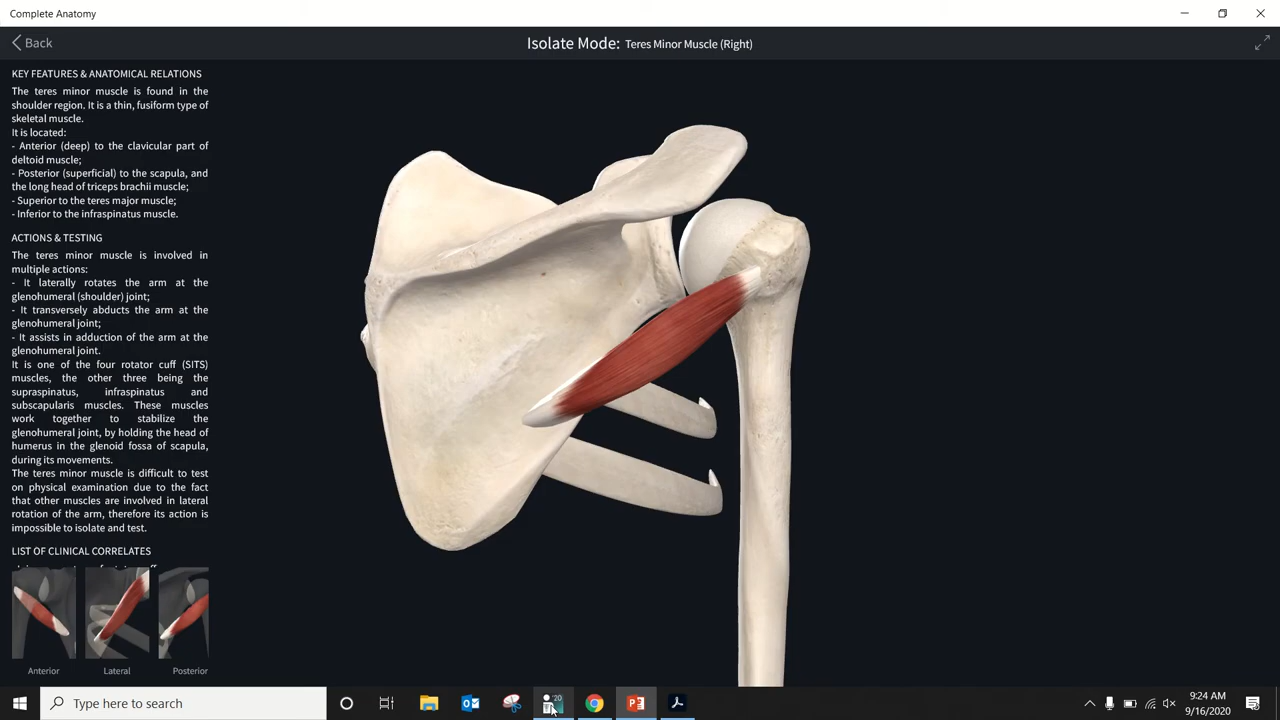 Complete Anatomy
Back
Isolate Mode: Teres Minor Muscle (Right)
KEY FEATURES & ANATOMICAL RELATIONS
The teres minor muscle is found in the
shoulder region. It is a thin, fusiform type of
skeletal muscle.
It is located:
- Anterior (deep) to the clavicular part of
deltoid muscle;
- Posterior (superficial) to the scapula, and
the long head of triceps brachii muscle;
- Superior to the teres major muscle;
- Inferior to the infraspinatus muscle.
ACTIONS & TESTING
The teres minor muscle is involved in
multiple actions:
- It laterally rotates the arm at the
glenohumeral (shoulder) joint;
- It transversely abducts the arm at the
glenohumeral joint;
- It assists in adduction of the arm at the
glenohumeral joint.
It is one of the four rotator cuff (SITS)
muscles, the other three being the
supraspinatus, infraspinatus and
subscapularis muscles. These muscles
work together to stabilize the
glenohumeral joint, by holding the head of
humerus in the glenoid fossa of scapula,
during its movements.
The teres minor muscle is difficult to test
on physical examination due to the fact
that other muscles are involved in lateral
rotation of the arm, therefore its action is
impossible to isolate and test.
LIST OF CLINICAL CORRELATES
Anterior
Lateral
Posterior
Type here to search
'20
9:24 AM
9/16/2020